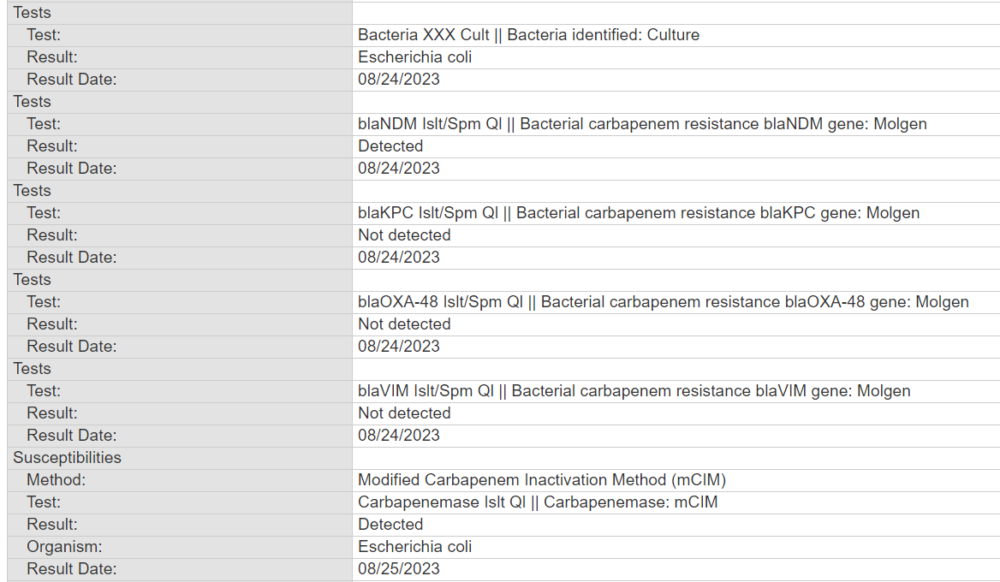 Tests
Test: Bacteria XXX Cult || Bacteria identified: Culture
Result: Escherichia coli
Result Date: 08/24/2023
Tests
Test: blaNDM Islt/Spm Ql || Bacterial carbapenem resistance blaNDM gene: Molgen
Result: Detected
Result Date: 08/24/2023
Tests
Test: blaKPC Islt/Spm Ql || Bacterial carbapenem resistance blaKPC gene: Molgen
Result: Not detected
Result Date: 08/24/2023
Tests
Test: blaOXA-48 Islt/Spm Ql || Bacterial carbapenem resistance blaOXA-48 gene: Molgen
Result: Not detected
Result Date: 08/24/2023
Tests
Test: blaVIM Islt/Spm Ql || Bacterial carbapenem resistance blaVIM gene: Molgen
Result: Not detected
Result Date: 08/24/2023
Susceptibilities
Method: Modified Carbapenem Inactivation Method (mCIM)
Test: Carbapenemase Islt Ql || Carbapenemase: mCIM
Result: Detected
Organism: Escherichia coli
Result Date: 08/25/2023